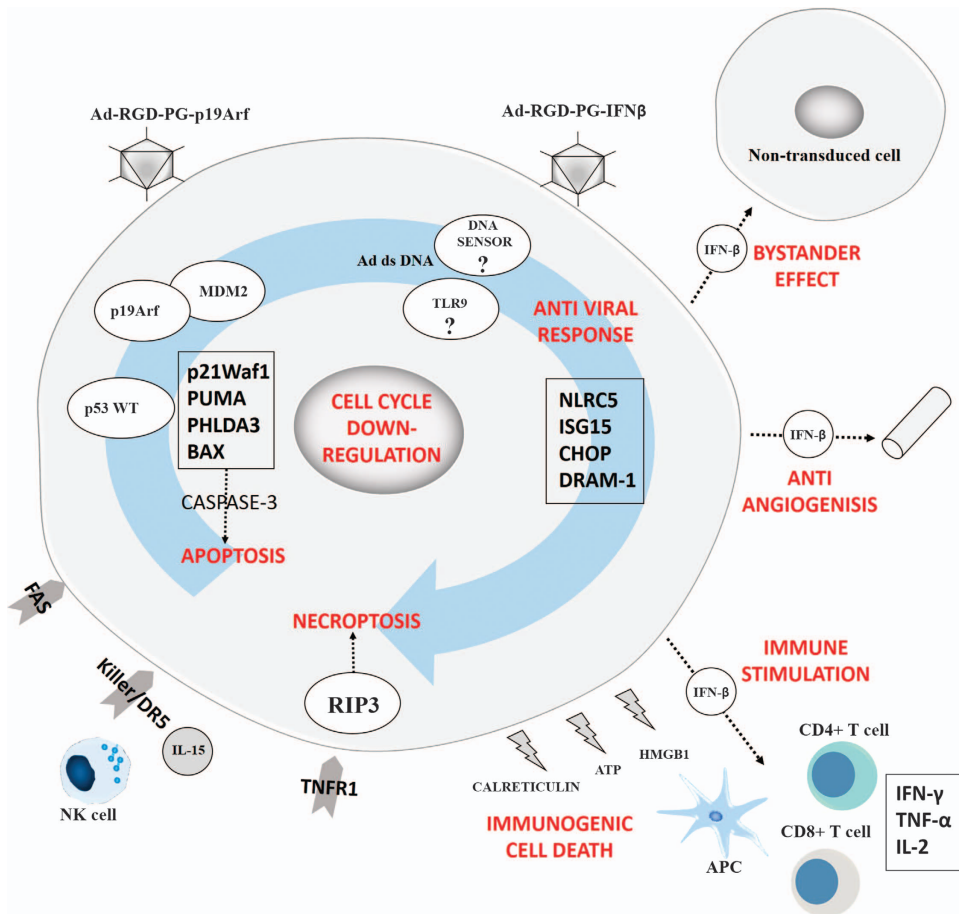 Ad-RGD-PG-p19Arf
Ad-RGD-PG-IFNβ
Non-transduced cell
IFN-β
BYSTANDER
EFFECT
DNA
SENSOR
?
Ad ds DNA
TLR9
?
ANTI VIRAL
RESPONSE
MDM2
p19Arf
p53 WT
p21Waf1
PUMA
PHLDA3
BAX
CASPASE-3
APOPTOSIS
CELL CYCLE
DOWN-
REGULATION
NLRC5
ISG15
CHOP
DRAM-1
IFN-β
ANTI
ANGIOGENISIS
FAS
Killer/DR5
IL-15
NK cell
NECROPTOSIS
RIP3
TNFR1
CALRETICULIN
ATP
HMGB1
IMMUNOGENIC
CELL DEATH
IMMUNE
STIMULATION
IFN-β
APC
CD4+ T cell
CD8+ T cell
IFN-γ
TNF-α
IL-2